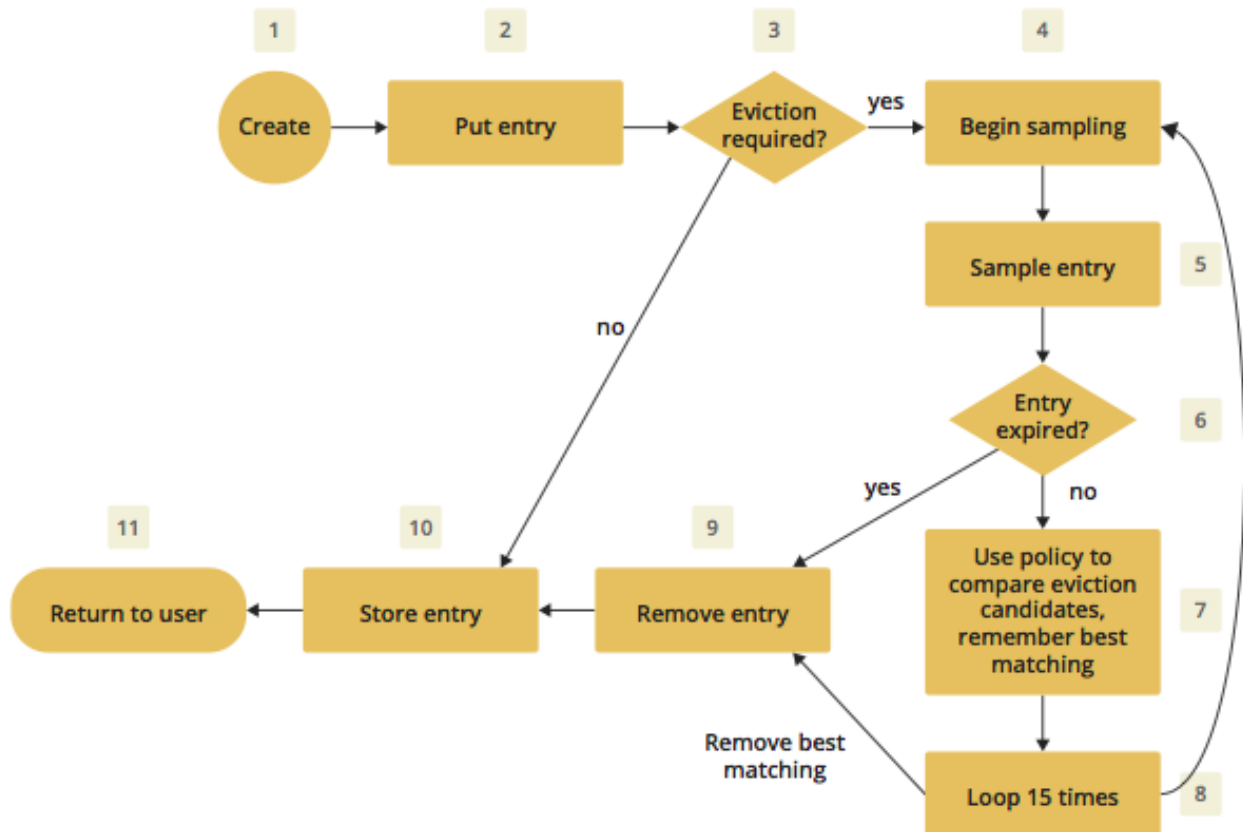 1
2
3
4
Create
Put entry
Eviction
required?
yes
Begin sampling
no
Sample entry
5
Entry
expired?
6
yes
no
11
10
9
Return to user
Store entry
Remove entry
Use policy to
compare eviction
candidates,
remember best
matching
7
Remove best
matching
Loop 15 times
8